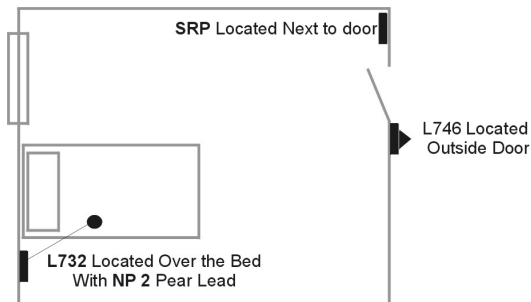 SRP Located Next to door
L746 Located
Outside Door
L732 Located Over the Bed
With NP 2 Pear Lead